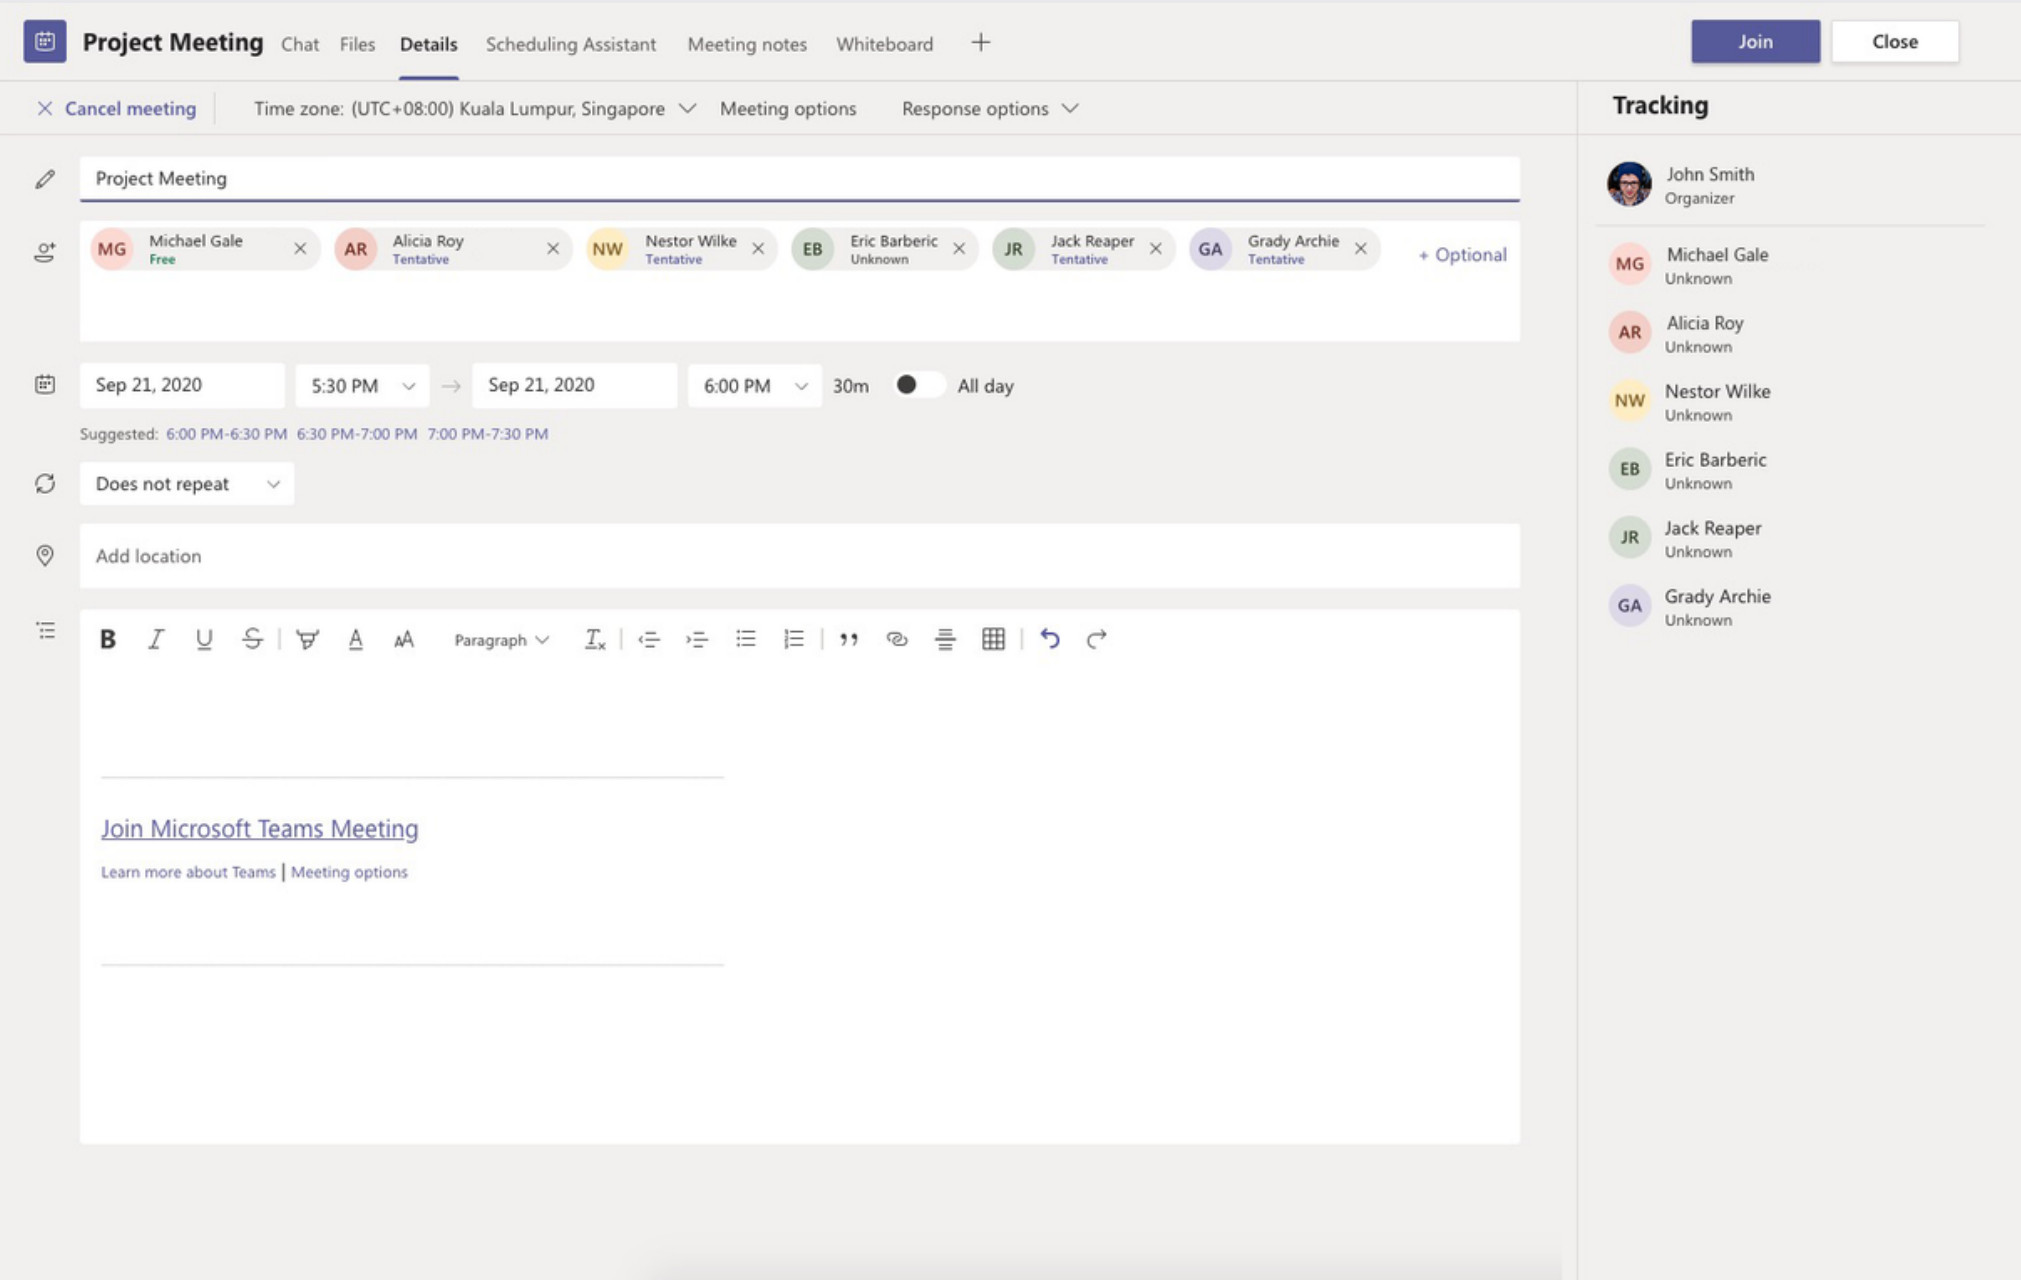 Project Meeting Chat Files Details Scheduling Assistant Meeting notes Whiteboard Join Close
Cancel meeting Time zone: (UTC+08:00) Kuala Lumpur, Singapore Meeting options Response options
Project Meeting
MG Michael Gale Free AR Alicia Roy Tentative NW Nestor Wilke Tentative EB Eric Barberic Unknown JR Jack Reaper Tentative GA Grady Archie Tentative + Optional
Sep 21, 2020 5:30 PM → Sep 21, 2020 6:00 PM 30m All day
Suggested: 6:00 PM-6:30 PM 6:30 PM-7:00 PM 7:00 PM-7:30 PM
Does not repeat
Add location
B I U S A AA Paragraph
Join Microsoft Teams Meeting
Learn more about Teams | Meeting options
Tracking
John Smith
Organizer
MG Michael Gale
Unknown
AR Alicia Roy
Unknown
NW Nestor Wilke
Unknown
EB Eric Barberic
Unknown
JR Jack Reaper
Unknown
GA Grady Archie
Unknown